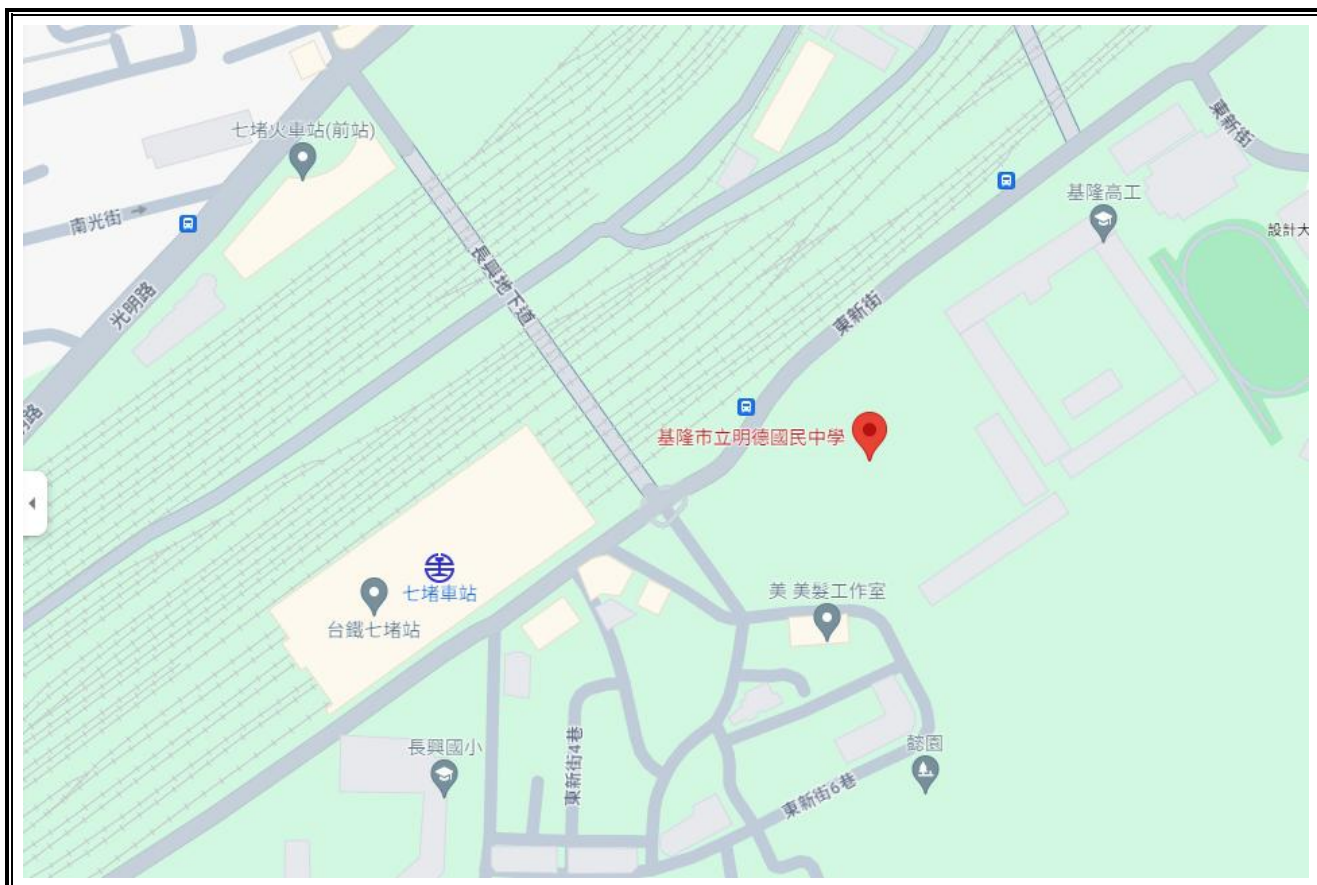 七堵火車站(前站)
南光街
光明路
路
長興地下道
東新街
基隆高工
東新街
設計大
基隆市立明德國民中學
七堵車站
台鐵七堵站
美 美髮工作室
長興國小
東新街4巷
懿園
東新街6巷